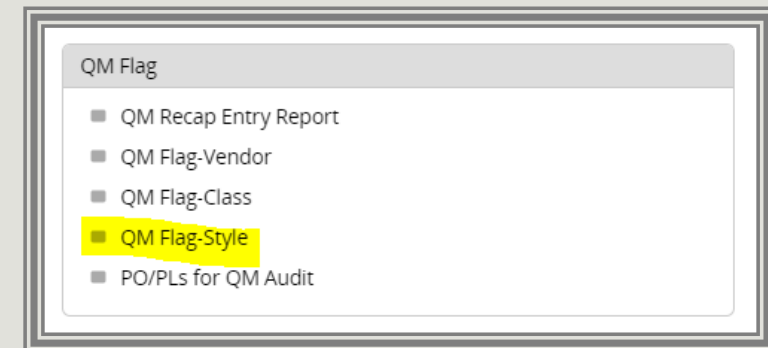 QM Flag
QM Recap Entry Report
QM Flag-Vendor
QM Flag-Class
QM Flag-Style
PO/PLs for QM Audit